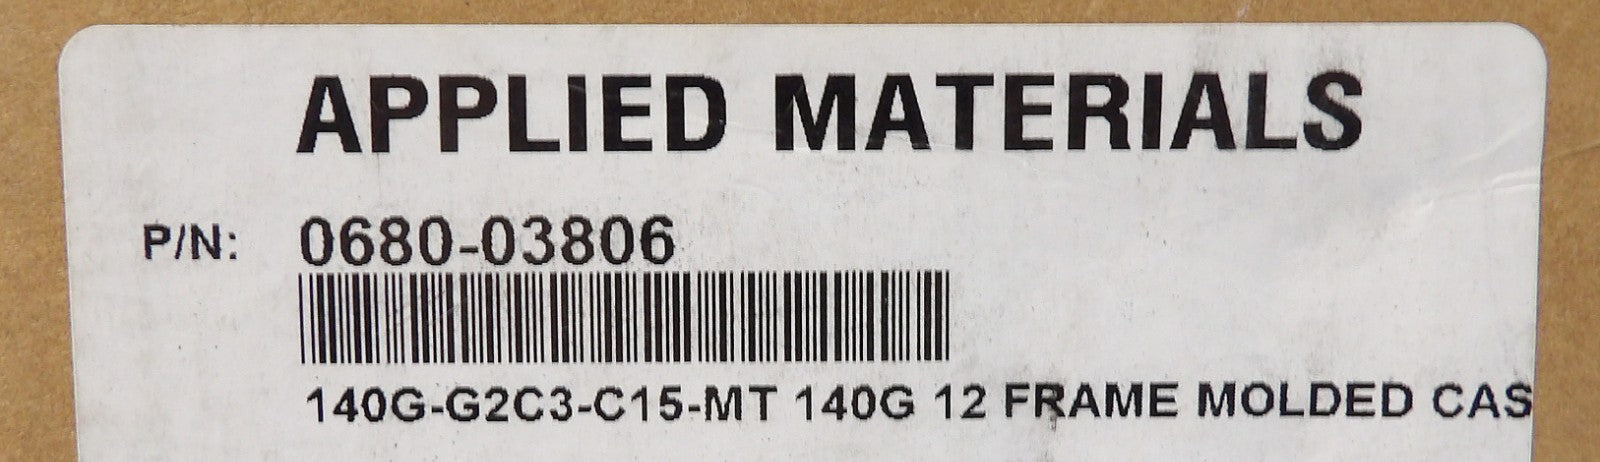 APPLIED MATERIALS
P/N: 0680-03806
140G-G2C3-C15-MT 140G 12 FRAME MOLDED CAS